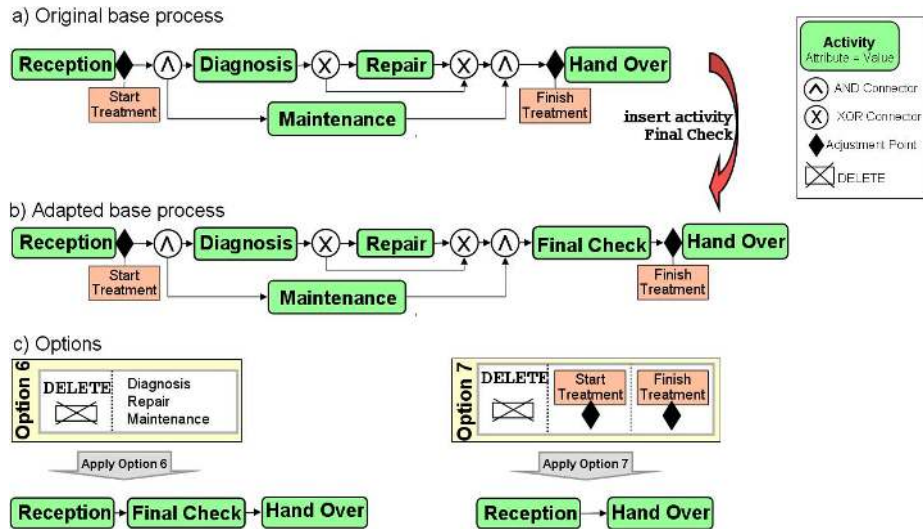 a) Original base process
Reception
Diagnosis
Repair
Hand Over
Start
Treatment
Maintenance
Finish
Treatment
insert activity
Final Check
Activity
Attribute = Value
AND Connector
XOR Connector
Adjustment Point
DELETE
b) Adapted base process
Reception
Diagnosis
Repair
Final Check
Hand Over
Start
Treatment
Maintenance
Finish
Treatment
c) Options
Option 6
DELETE
Diagnosis
Repair
Maintenance
Apply Option 6
Reception
Final Check
Hand Over
Option 7
DELETE
Start
Treatment
Finish
Treatment
Apply Option 7
Reception
Hand Over